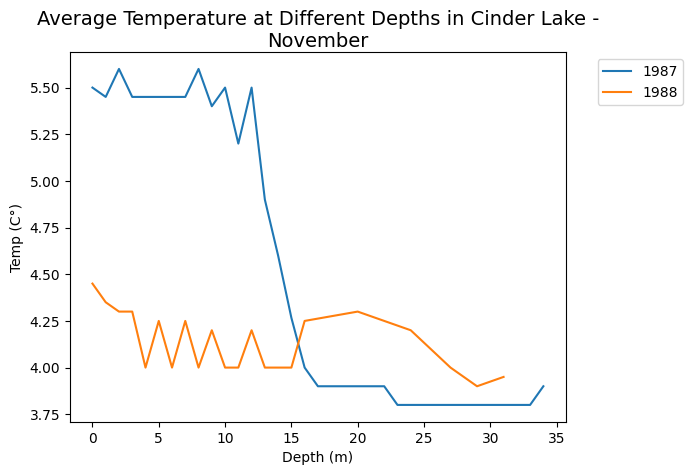 Average Temperature at Different Depths in Cinder Lake -
November
1987
1988
5.50
5.25
5.00
4.75
4.50
4.25
4.00
3.75
Temp (C°)
0 5 10 15 20 25 30 35
Depth (m)